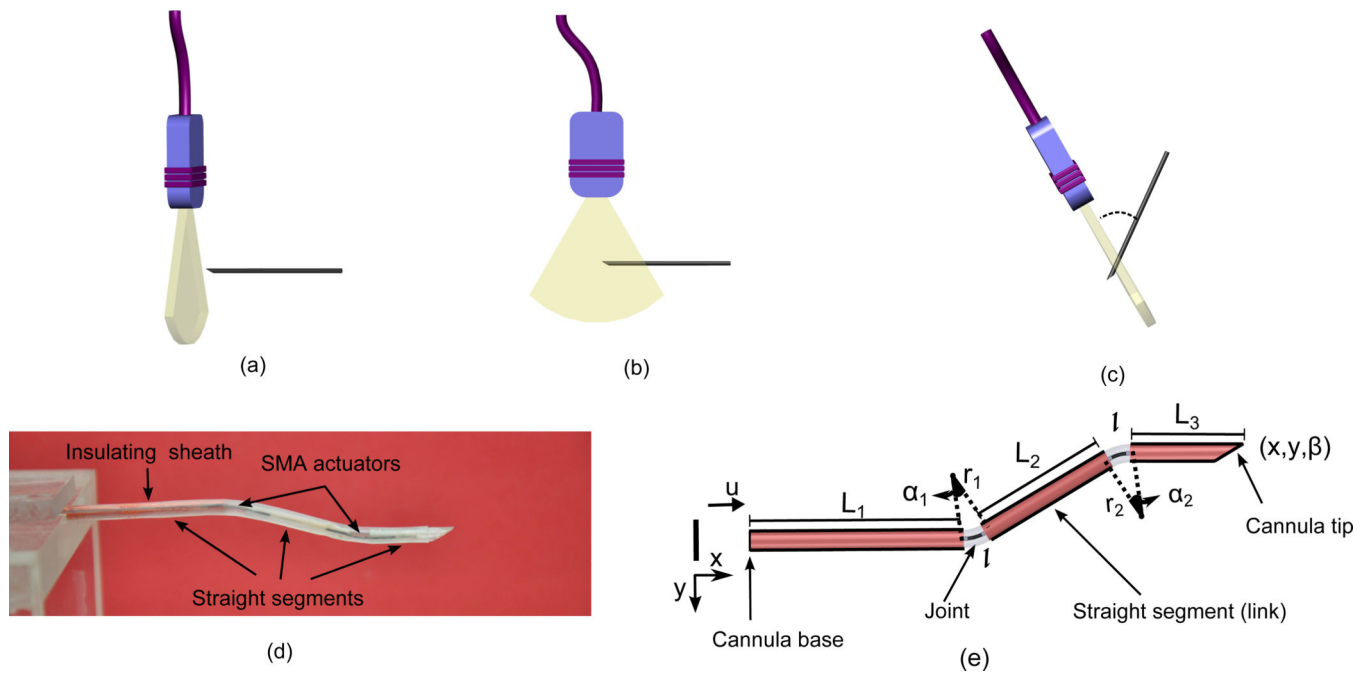 (a)
(b)
(c)
Insulating sheath
SMA actuators
Straight segments
(d)
u
x
y
L1
α1
r1
l
L2
l
L3
r2
α2
(x,y,β)
Cannula tip
Straight segment (link)
Joint
Cannula base
(e)